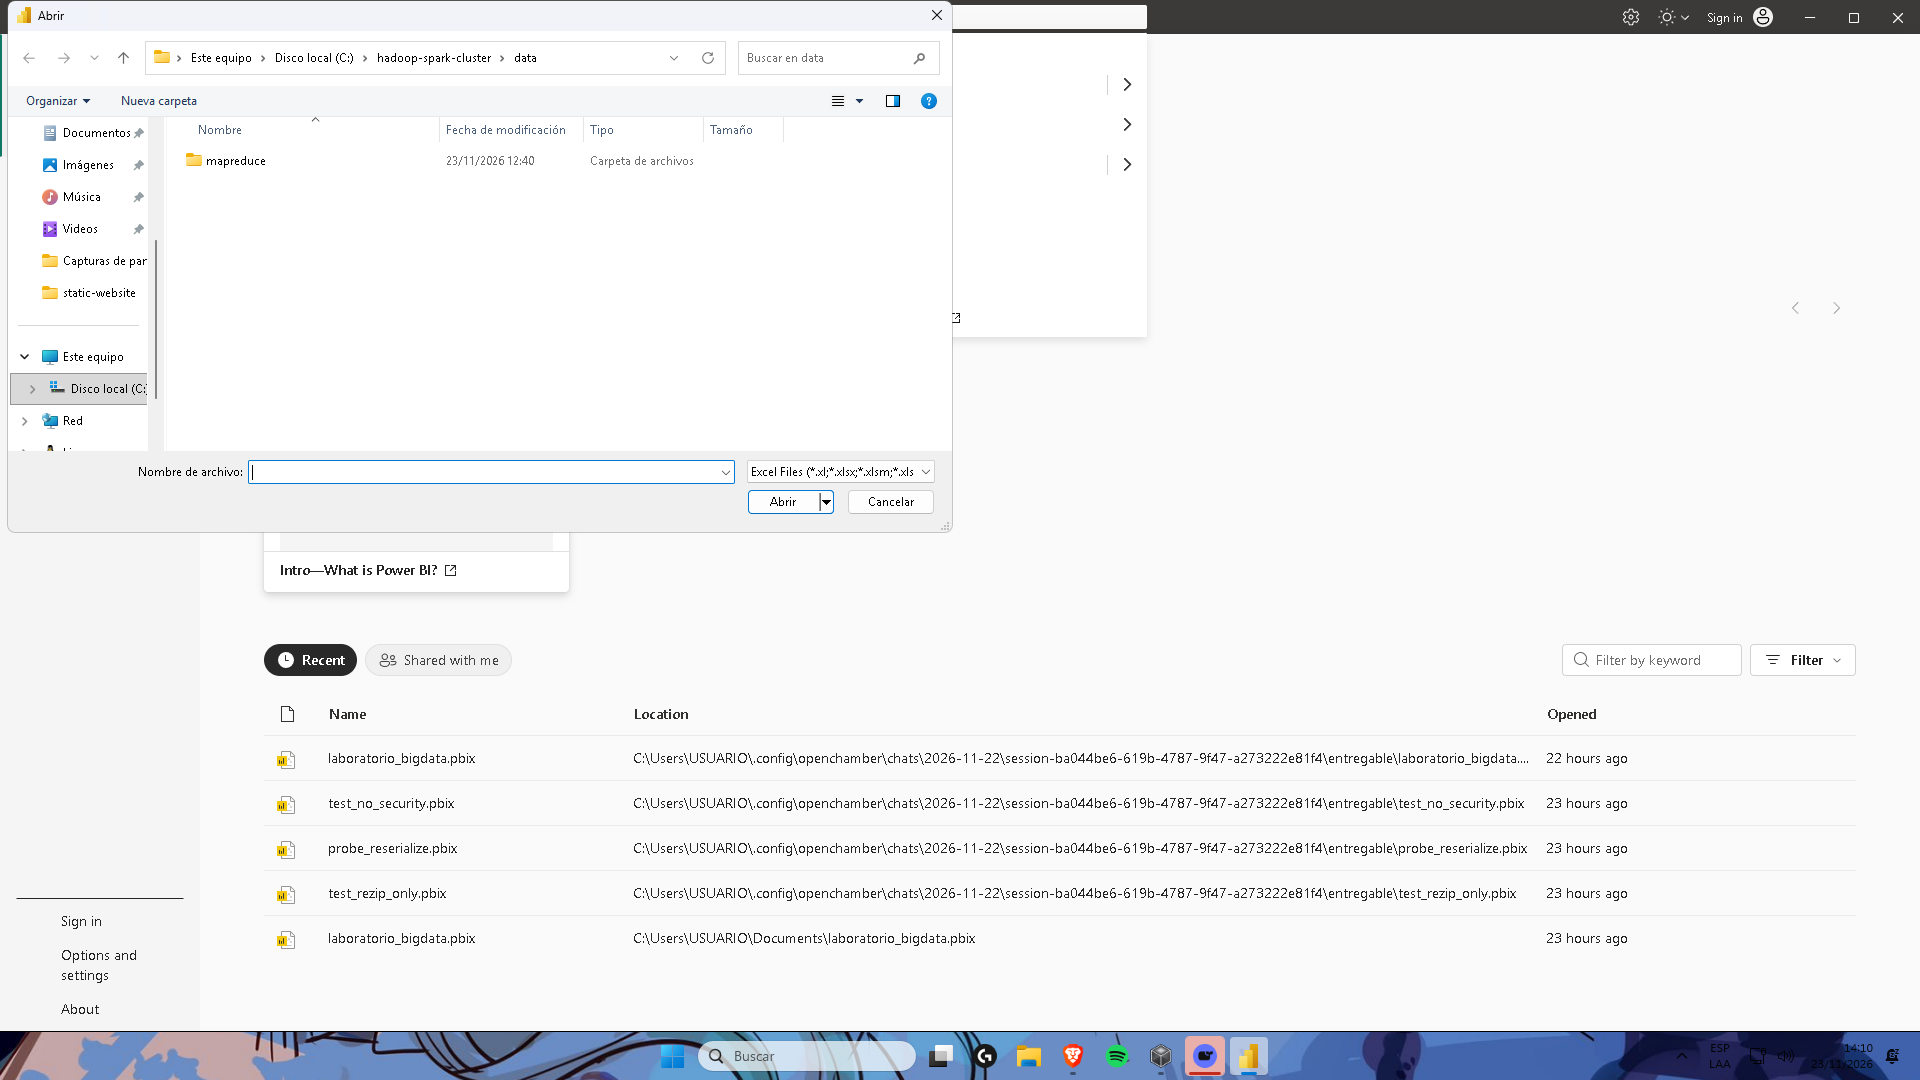 Abrir
Sign in
Este equipo
Disco local (C:)
hadoop-spark-cluster
data
Buscar en data
Organizar
Nueva carpeta
Nombre
Fecha de modificación
Tipo
Tamaño
mapreduce
23/11/2026 12:40
Carpeta de archivos
Documentos
Imágenes
Música
Videos
Capturas de par
static-website
Este equipo
Disco local (C:
Red
Nombre de archivo:
Excel Files (*.xl;*.xlsx;*.xlsm;*.xls
Abrir
Cancelar
Intro—What is Power BI?
Recent
Shared with me
Filter by keyword
Filter
Name
Location
Opened
laboratorio_bigdata.pbix
C:\Users\USUARIO\.config\openchamber\chats\2026-11-22\session-ba044be6-619b-4787-9f47-a273222e81f4\entregable\laboratorio_bigdata....
22 hours ago
test_no_security.pbix
C:\Users\USUARIO\.config\openchamber\chats\2026-11-22\session-ba044be6-619b-4787-9f47-a273222e81f4\entregable\test_no_security.pbix
23 hours ago
probe_reserialize.pbix
C:\Users\USUARIO\.config\openchamber\chats\2026-11-22\session-ba044be6-619b-4787-9f47-a273222e81f4\entregable\probe_reserialize.pbix
23 hours ago
test_rezip_only.pbix
C:\Users\USUARIO\.config\openchamber\chats\2026-11-22\session-ba044be6-619b-4787-9f47-a273222e81f4\entregable\test_rezip_only.pbix
23 hours ago
laboratorio_bigdata.pbix
C:\Users\USUARIO\Documents\laboratorio_bigdata.pbix
23 hours ago
Sign in
Options and
settings
About
Buscar
ESP
LAA
14:10
23/11/2026